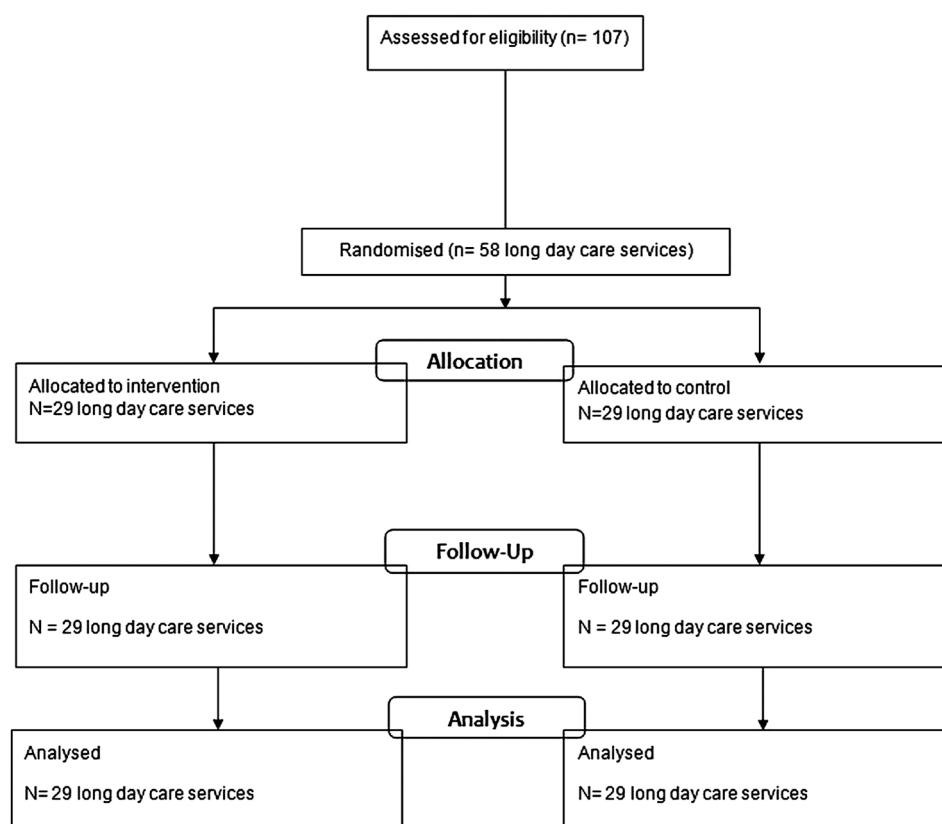 Assessed for eligibility (n= 107)
Randomised (n= 58 long day care services)
Allocation
Allocated to intervention
N=29 long day care services
Allocated to control
N=29 long day care services
Follow-Up
Follow-up
N = 29 long day care services
Follow-up
N = 29 long day care services
Analysis
Analysed
N= 29 long day care services
Analysed
N= 29 long day care services